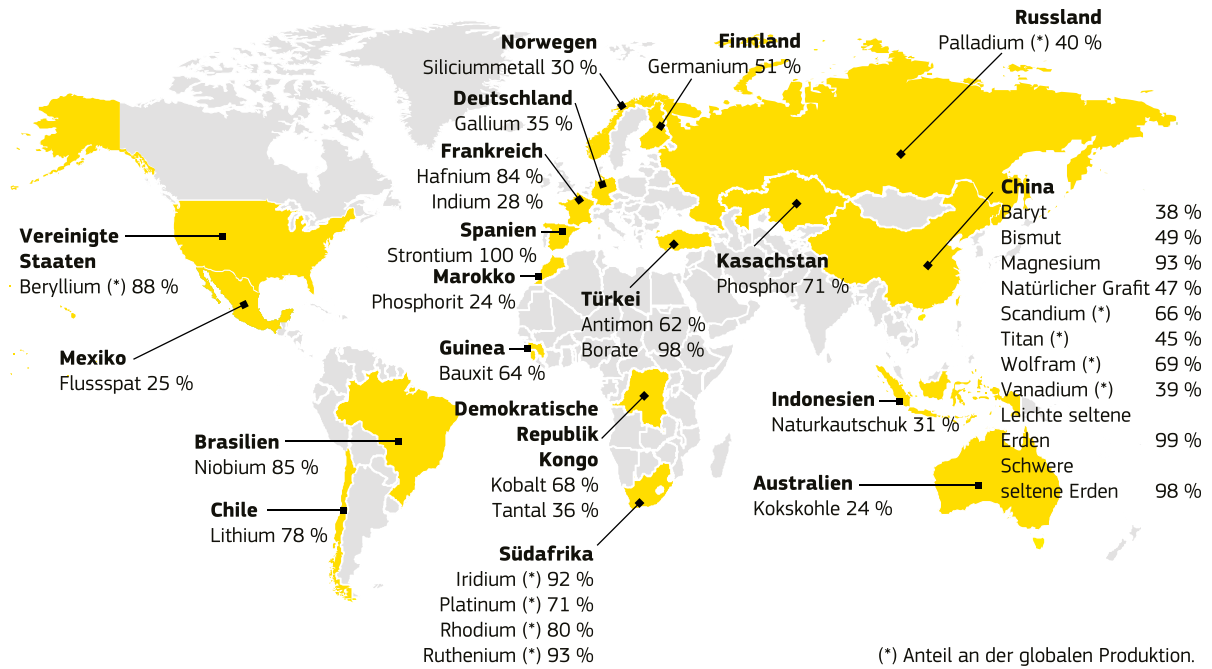 Russland
Palladium (*) 40 %
Norwegen
Siliciummetall 30 %
Finnland
Germanium 51 %
Deutschland
Gallium 35 %
Frankreich
Hafnium 84 %
Indium 28 %
Spanien
Strontium 100 %
Marokko
Phosphorit 24 %
Vereinigte
Staaten
Beryllium (*) 88 %
Mexiko
Flussspat 25 %
Türkei
Antimon 62 %
Borate 98 %
Kasachstan
Phosphor 71 %
China
Baryt 38 %
Bismut 49 %
Magnesium 93 %
Natürlicher Grafit 47 %
Scandium (*) 66 %
Titan (*) 45 %
Wolfram (*) 69 %
Vanadium (*) 39 %
Leichte seltene
Erden 99 %
Schwere
seltene Erden 98 %
Guinea
Bauxit 64 %
Demokratische
Republik
Kongo
Kobalt 68 %
Tantal 36 %
Indonesien
Naturkautschuk 31 %
Brasilien
Niobium 85 %
Chile
Lithium 78 %
Australien
Kokskohle 24 %
Südafrika
Iridium (*) 92 %
Platinum (*) 71 %
Rhodium (*) 80 %
Ruthenium (*) 93 %
(*) Anteil an der globalen Produktion.